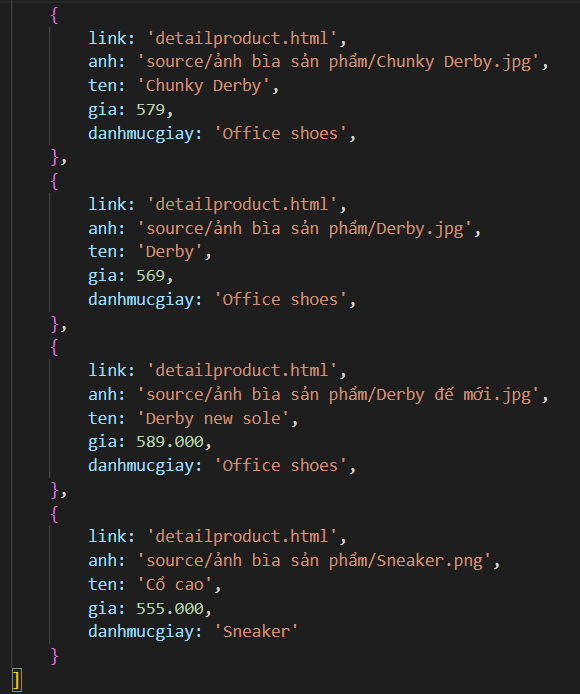 {
    link: 'detailproduct.html',
    anh: 'source/ảnh bìa sản phẩm/Chunky Derby.jpg',
    ten: 'Chunky Derby',
    gia: 579,
    danhmucgiay: 'Office shoes',
},
{
    link: 'detailproduct.html',
    anh: 'source/ảnh bìa sản phẩm/Derby.jpg',
    ten: 'Derby',
    gia: 569,
    danhmucgiay: 'Office shoes',
},
{
    link: 'detailproduct.html',
    anh: 'source/ảnh bìa sản phẩm/Derby đế mới.jpg',
    ten: 'Derby new sole',
    gia: 589.000,
    danhmucgiay: 'Office shoes',
},
{
    link: 'detailproduct.html',
    anh: 'source/ảnh bìa sản phẩm/Sneaker.png',
    ten: 'Cổ cao',
    gia: 555.000,
    danhmucgiay: 'Sneaker'
}
]